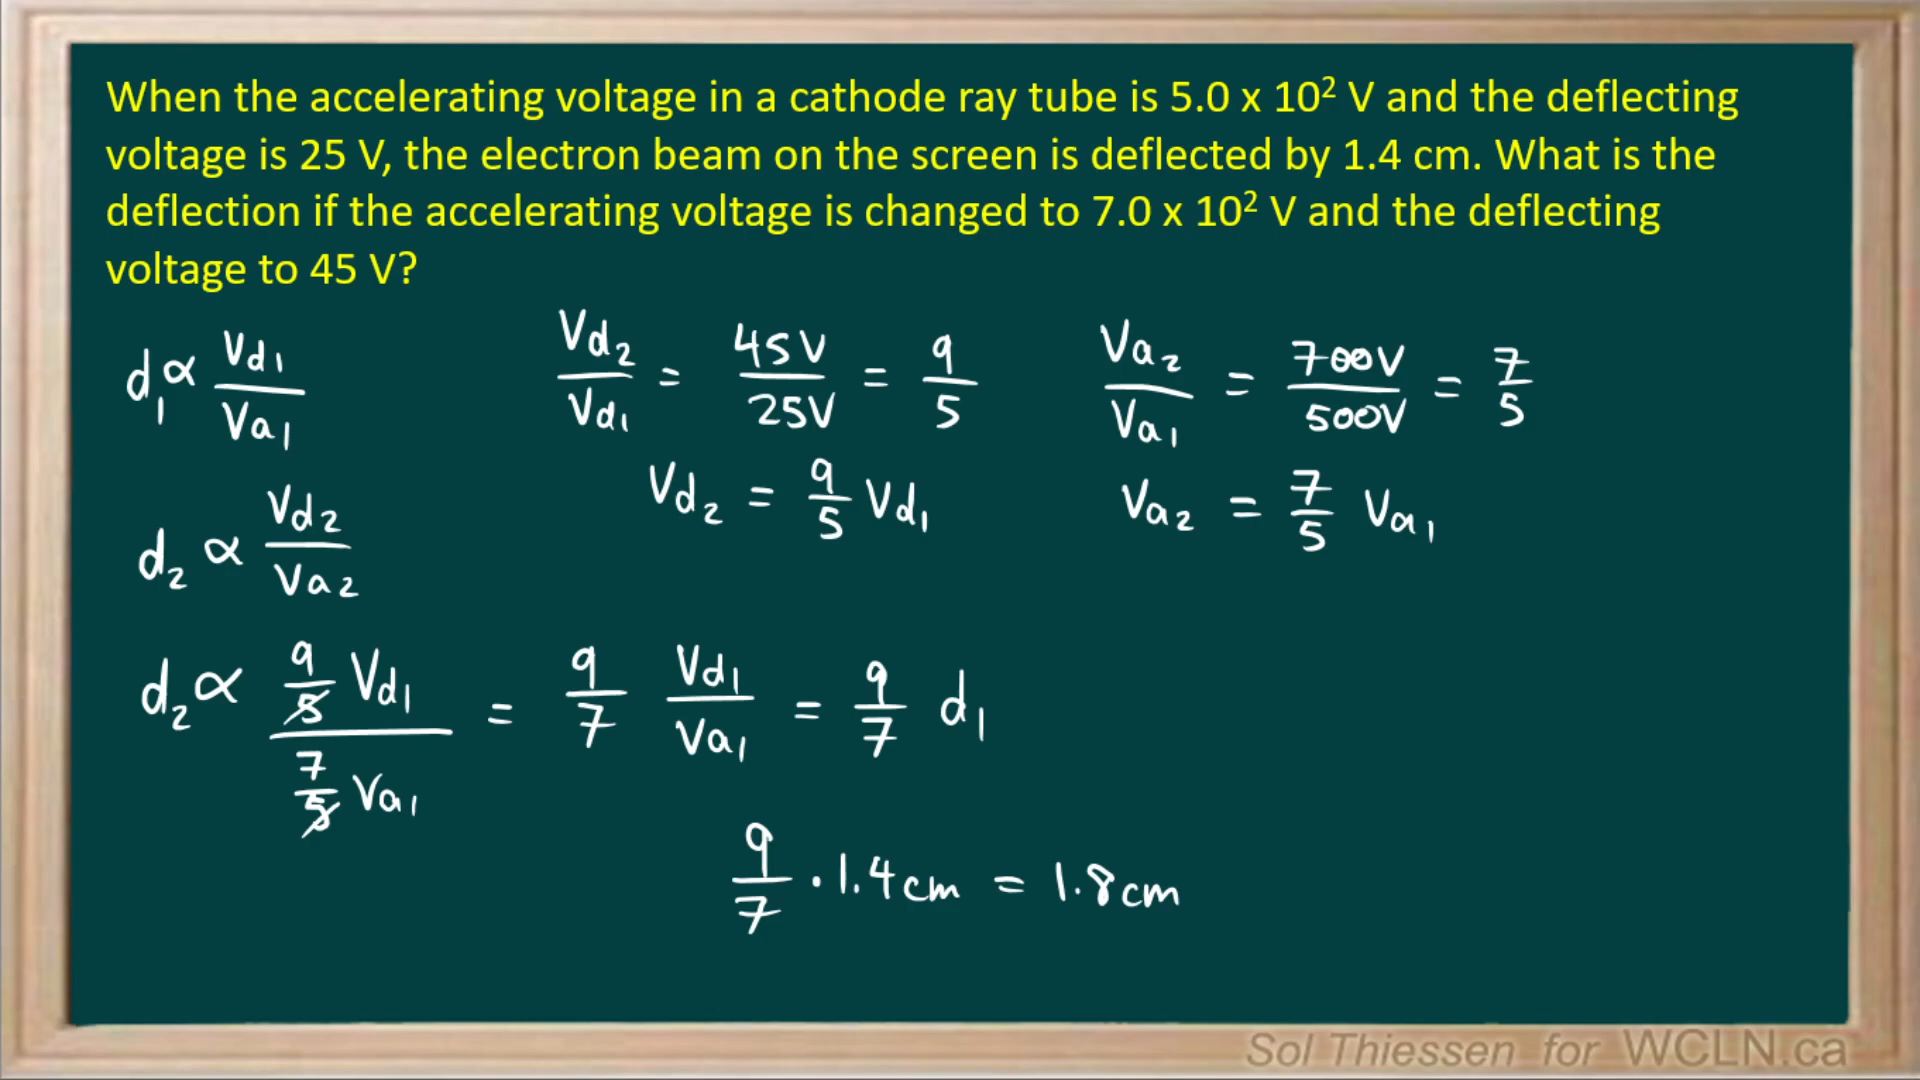 When the accelerating voltage in a cathode ray tube is 5.0 x 10² V and the deflecting
voltage is 25 V, the electron beam on the screen is deflected by 1.4 cm. What is the
deflection if the accelerating voltage is changed to 7.0 x 10² V and the deflecting
voltage to 45 V?
d₁ ∝ Vd₁/Va₁
Vd₂/Vd₁ = 45V/25V = 9/5
Va₂/Va₁ = 700V/500V = 7/5
Vd₂ = 9/5 Vd₁
Va₂ = 7/5 Va₁
d₂ ∝ Vd₂/Va₂
d₂ ∝ (9/5 Vd₁)/(7/5 Va₁) = 9/7 Vd₁/Va₁ = 9/7 d₁
9/7 · 1.4cm = 1.8cm
Sol Thiessen for WCLN.ca